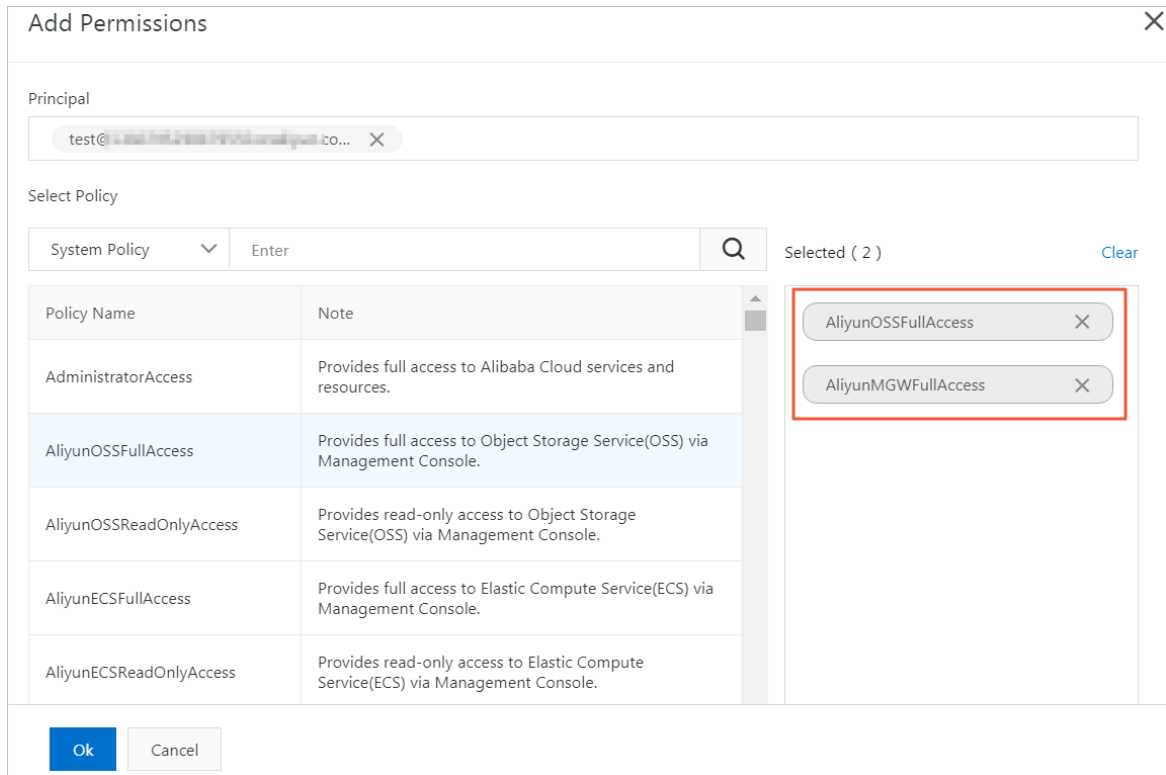 Add Permissions
Principal
test@ co...
Select Policy
System Policy
Enter
Selected ( 2 )
Clear
Policy Name
Note
AdministratorAccess
Provides full access to Alibaba Cloud services and
resources.
AliyunOSSFullAccess
Provides full access to Object Storage Service(OSS) via
Management Console.
AliyunOSSReadOnlyAccess
Provides read-only access to Object Storage
Service(OSS) via Management Console.
AliyunECSFullAccess
Provides full access to Elastic Compute Service(ECS) via
Management Console.
AliyunECSReadOnlyAccess
Provides read-only access to Elastic Compute
Service(ECS) via Management Console.
AliyunOSSFullAccess
AliyunMGWFullAccess
Ok
Cancel